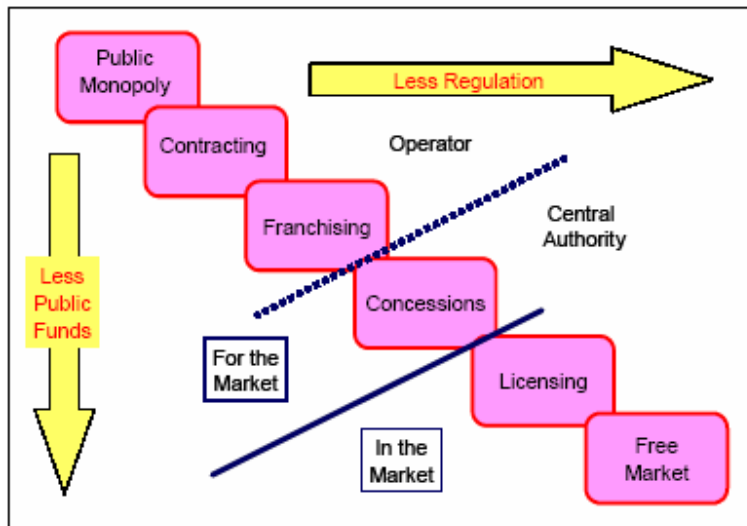 Public
Monopoly
Less Regulation
Contracting
Operator
Franchising
Central
Authority
Less
Public
Funds
Concessions
For the
Market
Licensing
In the
Market
Free
Market